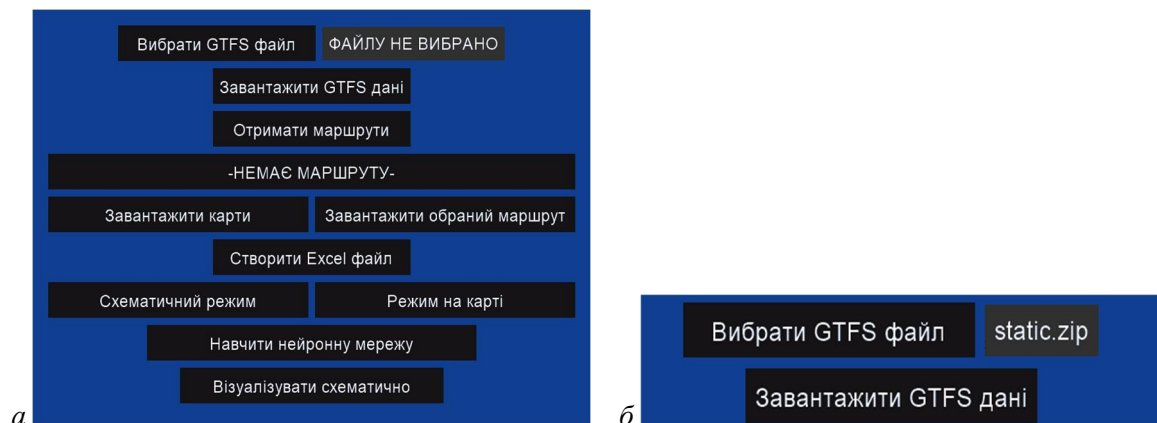 Вибрати GTFS файл ФАЙЛУ НЕ ВИБРАНО
Завантажити GTFS дані
Отримати маршрути
-НЕМАЄ МАРШРУТУ-
Завантажити карти Завантажити обраний маршрут
Створити Excel файл
Схематичний режим Режим на карті
Навчити нейронну мережу
Візуалізувати схематично
а
Вибрати GTFS файл static.zip
Завантажити GTFS дані
б